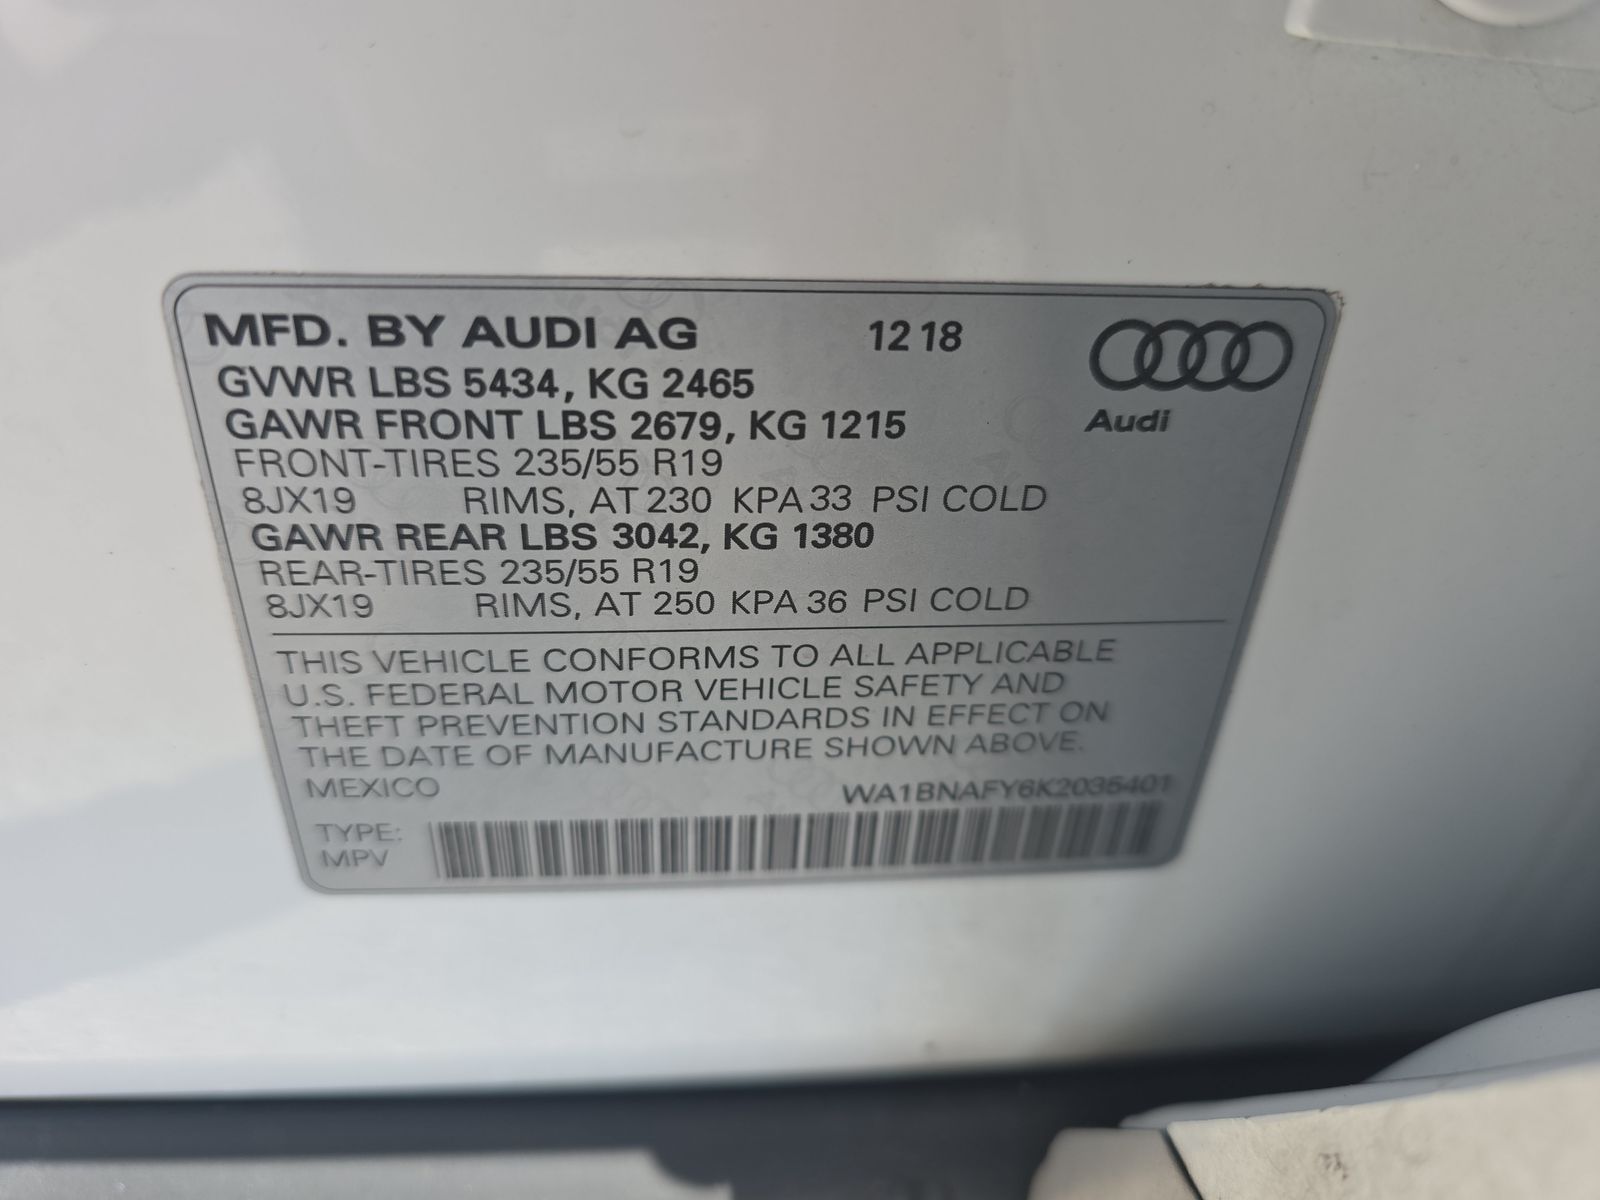 MFD. BY AUDI AG 12 18
Audi
GVWR LBS 5434, KG 2465
GAWR FRONT LBS 2679, KG 1215
FRONT-TIRES 235/55 R19
8JX19 RIMS, AT 230 KPA 33 PSI COLD
GAWR REAR LBS 3042, KG 1380
REAR-TIRES 235/55 R19
8JX19 RIMS, AT 250 KPA 36 PSI COLD
THIS VEHICLE CONFORMS TO ALL APPLICABLE
U.S. FEDERAL MOTOR VEHICLE SAFETY AND
THEFT PREVENTION STANDARDS IN EFFECT ON
THE DATE OF MANUFACTURE SHOWN ABOVE.
MEXICO WA1BNAFY6K2035401
TYPE:
MPV